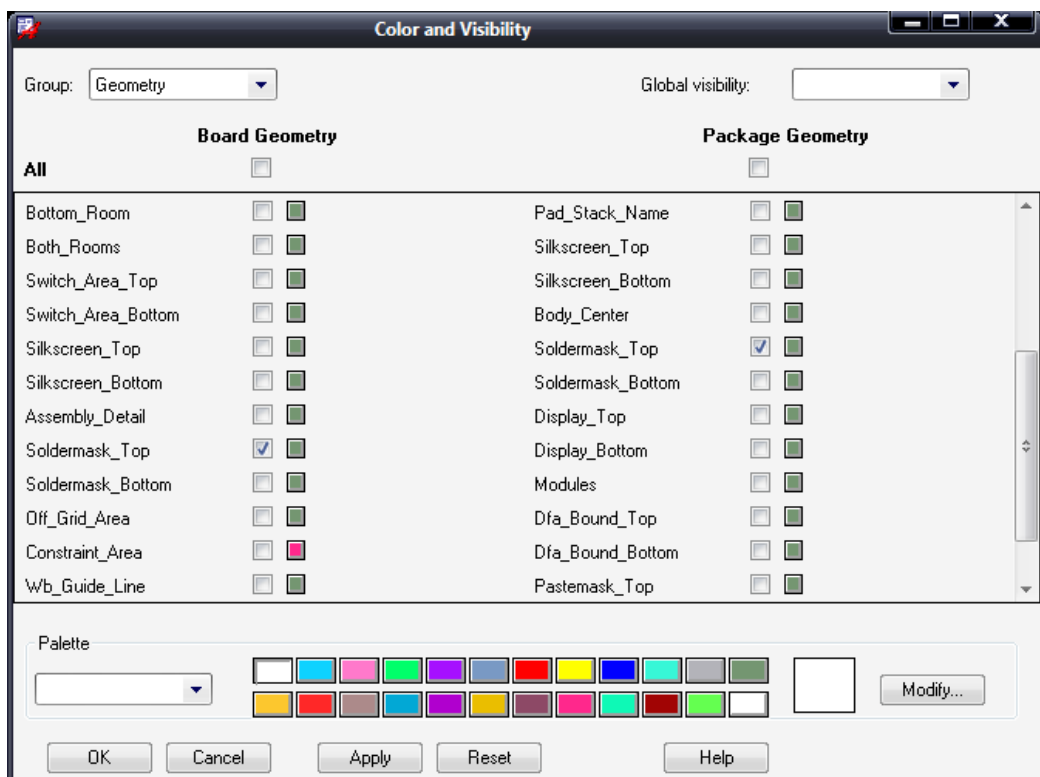 Color and Visibility
Group: Geometry Global visibility:
Board Geometry Package Geometry
All
Bottom_Room Pad_Stack_Name
Both_Rooms Silkscreen_Top
Switch_Area_Top Silkscreen_Bottom
Switch_Area_Bottom Body_Center
Silkscreen_Top Soldermask_Top
Silkscreen_Bottom Soldermask_Bottom
Assembly_Detail Display_Top
Soldermask_Top Display_Bottom
Soldermask_Bottom Modules
Off_Grid_Area Dfa_Bound_Top
Constraint_Area Dfa_Bound_Bottom
Wb_Guide_Line Pastemask_Top
Palette
Modify...
OK Cancel Apply Reset Help